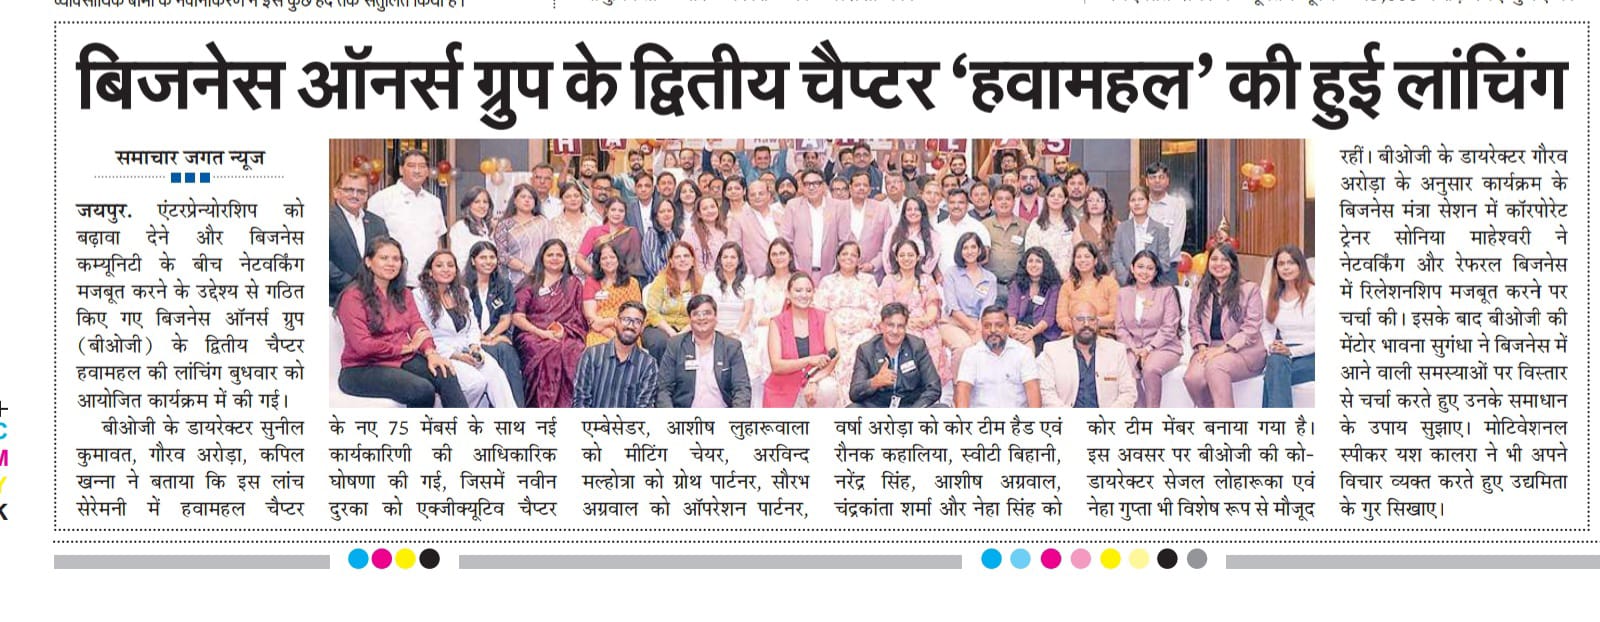 बिजनेस ऑनर्स ग्रुप के द्वितीय चैप्टर ‘हवामहल’ की हुई लांचिंग
समाचार जगत न्यूज
जयपुर. एंटरप्रेन्योरशिप को
बढ़ावा देने और बिजनेस
कम्यूनिटी के बीच नेटवर्किंग
मजबूत करने के उद्देश्य से गठित
किए गए बिजनेस ऑनर्स ग्रुप
(बीओजी) के द्वितीय चैप्टर
हवामहल की लांचिंग बुधवार को
आयोजित कार्यक्रम में की गई।
बीओजी के डायरेक्टर सुनील
कुमावत, गौरव अरोड़ा, कपिल
खन्ना ने बताया कि इस लांच
सेरेमनी में हवामहल चैप्टर
के नए 75 मेंबर्स के साथ नई
कार्यकारिणी की आधिकारिक
घोषणा की गई, जिसमें नवीन
दुरका को एक्जीक्यूटिव चैप्टर
एम्बेसेडर, आशीष लुहारूवाला
को मीटिंग चेयर, अरविन्द
मल्होत्रा को ग्रोथ पार्टनर, सौरभ
अग्रवाल को ऑपरेशन पार्टनर,
वर्षा अरोड़ा को कोर टीम हैड एवं
रौनक कहालिया, स्वीटी बिहानी,
नरेंद्र सिंह, आशीष अग्रवाल,
चंद्रकांता शर्मा और नेहा सिंह को
कोर टीम मेंबर बनाया गया है।
इस अवसर पर बीओजी की को-
डायरेक्टर सेजल लोहारूका एवं
नेहा गुप्ता भी विशेष रूप से मौजूद
रहीं। बीओजी के डायरेक्टर गौरव
अरोड़ा के अनुसार कार्यक्रम के
बिजनेस मंत्रा सेशन में कॉरपोरेट
ट्रेनर सोनिया माहेश्वरी ने
नेटवर्किंग और रेफरल बिजनेस
में रिलेशनशिप मजबूत करने पर
चर्चा की। इसके बाद बीओजी की
मेंटोर भावना सुगंधा ने बिजनेस में
आने वाली समस्याओं पर विस्तार
से चर्चा करते हुए उनके समाधान
के उपाय सुझाए। मोटिवेशनल
स्पीकर यश कालरा ने भी अपने
विचार व्यक्त करते हुए उद्यमिता
के गुर सिखाए।
C
M
Y
K